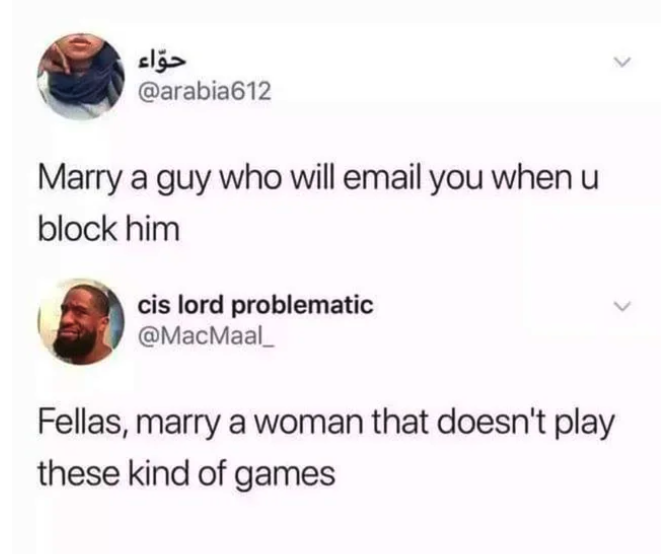 حوّاء
@arabia612
Marry a guy who will email you when u
block him
cis lord problematic
@MacMaal_
Fellas, marry a woman that doesn't play
these kind of games